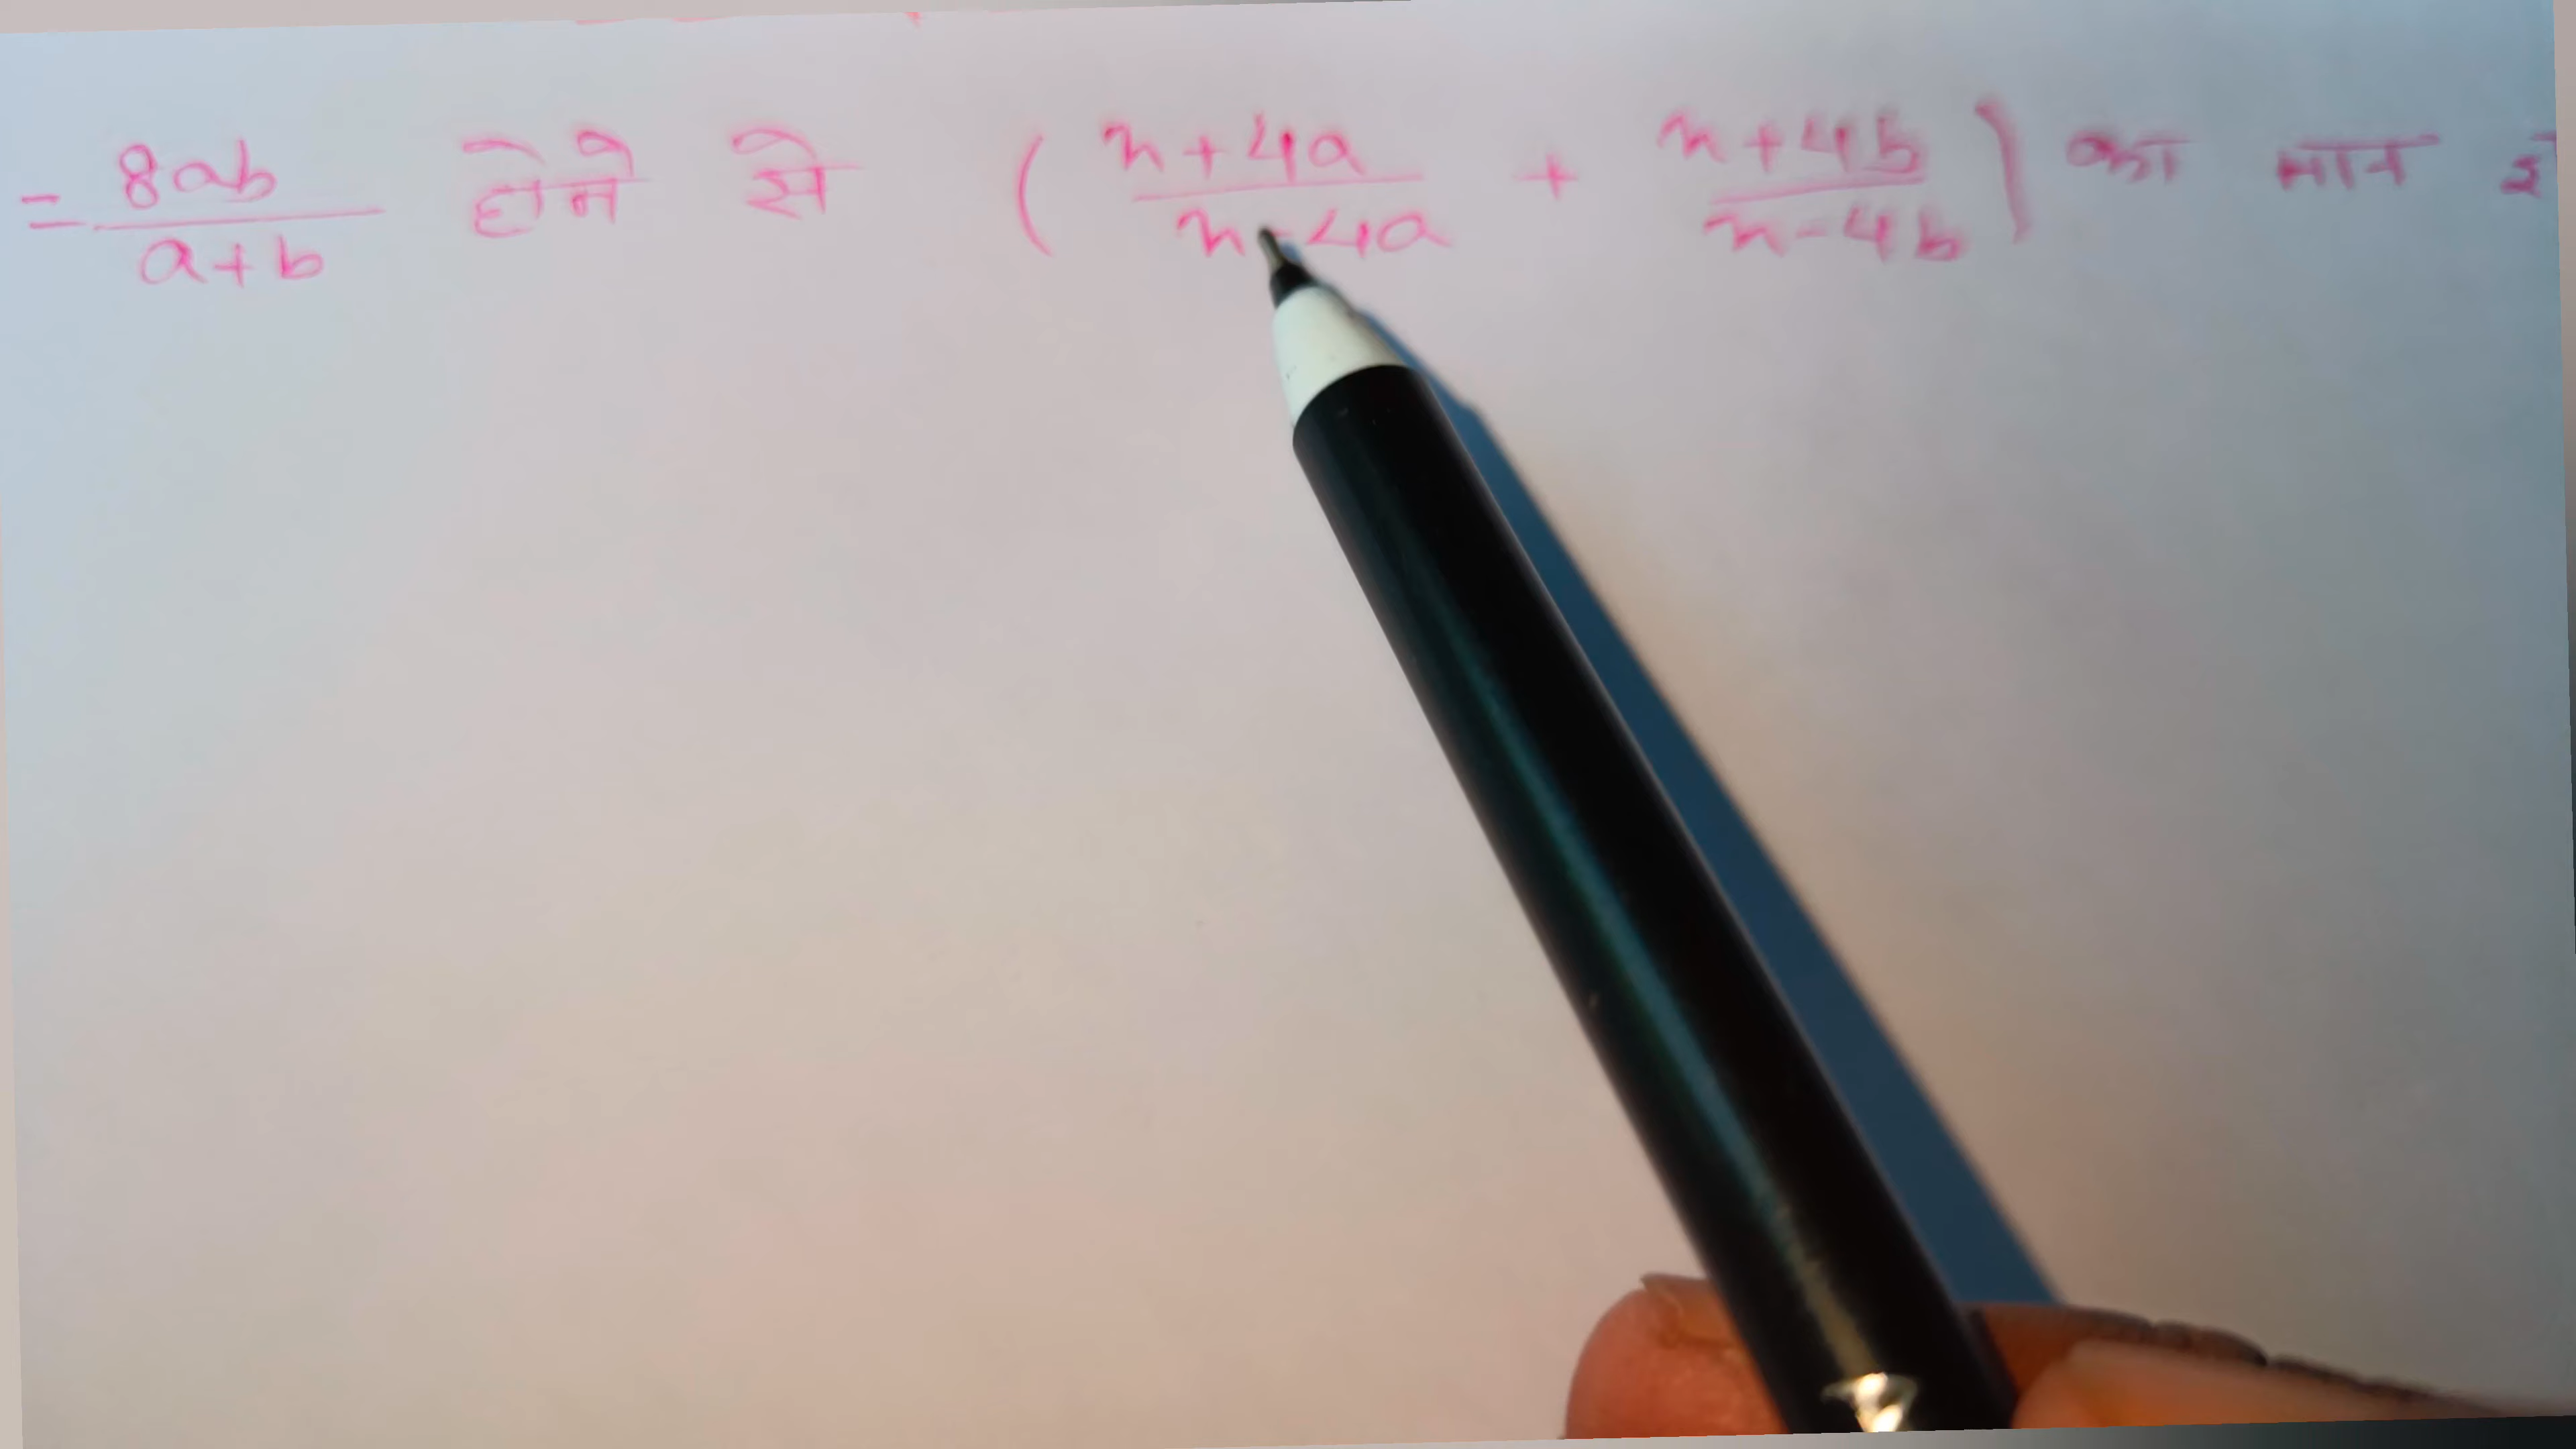 = 8ab / a+b होने से ( x+4a / x-4a + x+4b / x-4b ) का मान